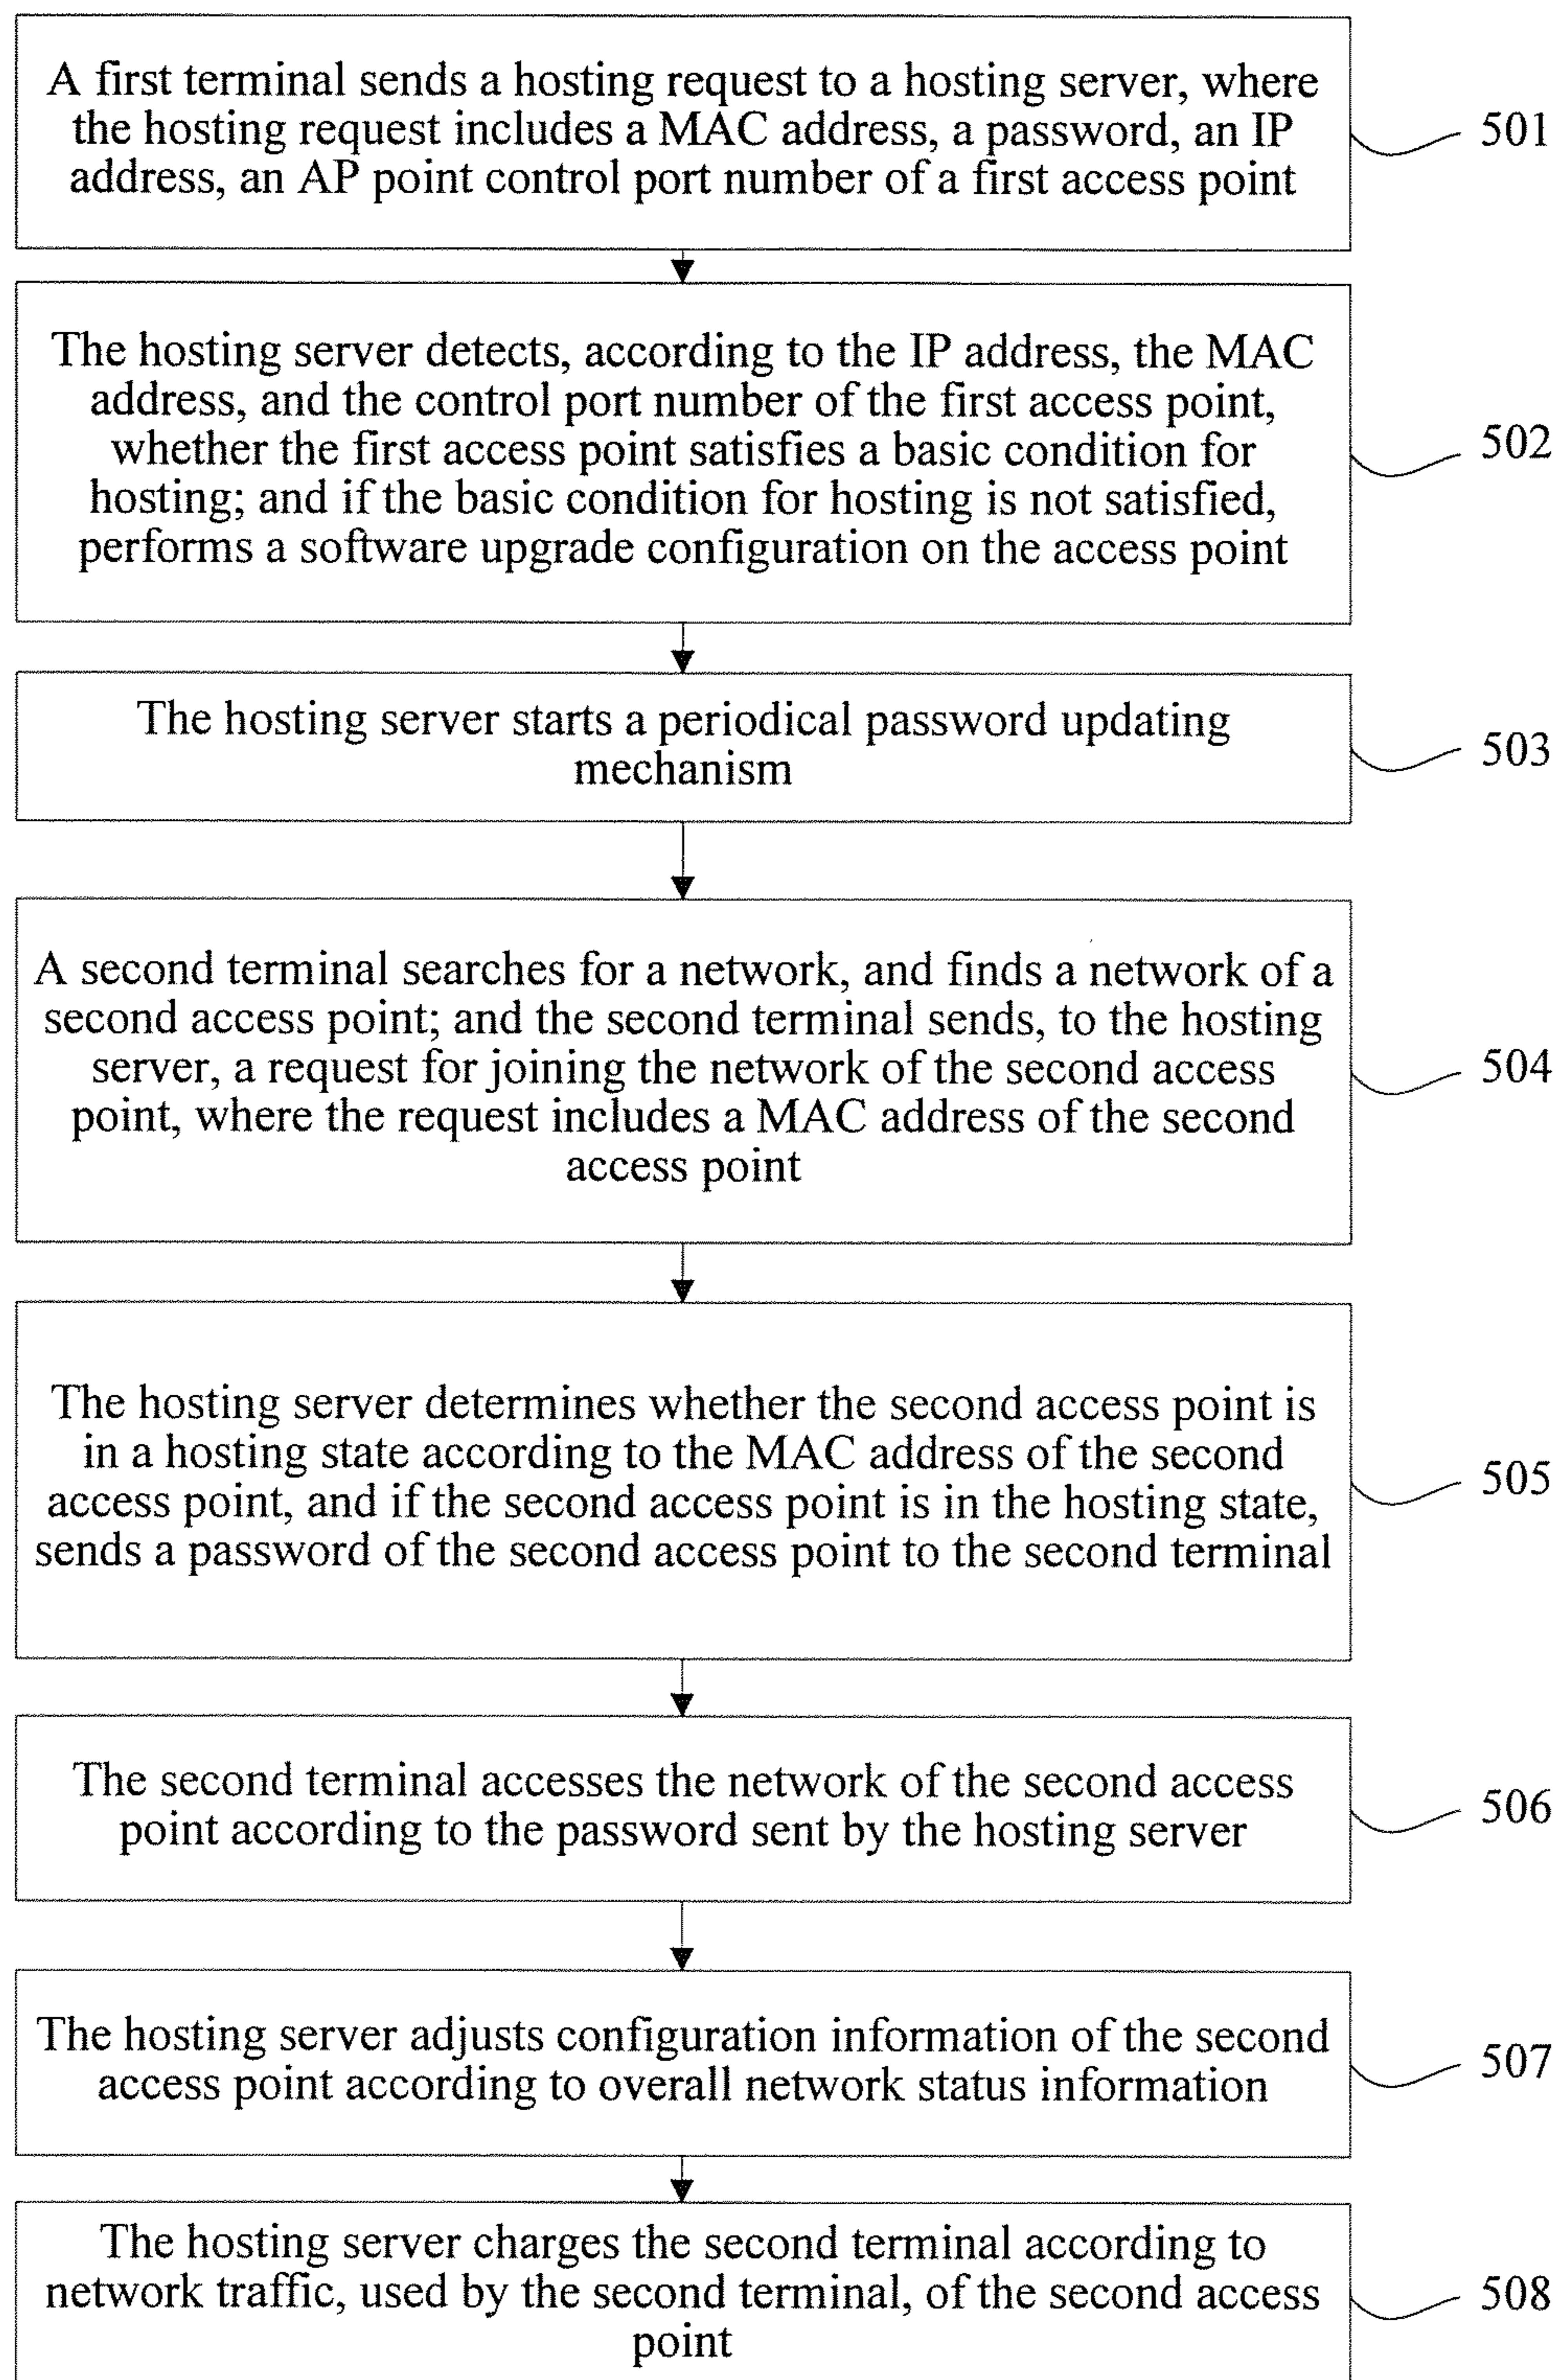 A first terminal sends a hosting request to a hosting server, where
the hosting request includes a MAC address, a password, an IP
address, an AP point control port number of a first access point
501
The hosting server detects, according to the IP address, the MAC
address, and the control port number of the first access point,
whether the first access point satisfies a basic condition for
hosting; and if the basic condition for hosting is not satisfied,
performs a software upgrade configuration on the access point
502
The hosting server starts a periodical password updating
mechanism
503
A second terminal searches for a network, and finds a network of a
second access point; and the second terminal sends, to the hosting
server, a request for joining the network of the second access
point, where the request includes a MAC address of the second
access point
504
The hosting server determines whether the second access point is
in a hosting state according to the MAC address of the second
access point, and if the second access point is in the hosting state,
sends a password of the second access point to the second terminal
505
The second terminal accesses the network of the second access
point according to the password sent by the hosting server
506
The hosting server adjusts configuration information of the second
access point according to overall network status information
507
The hosting server charges the second terminal according to
network traffic, used by the second terminal, of the second access
point
508